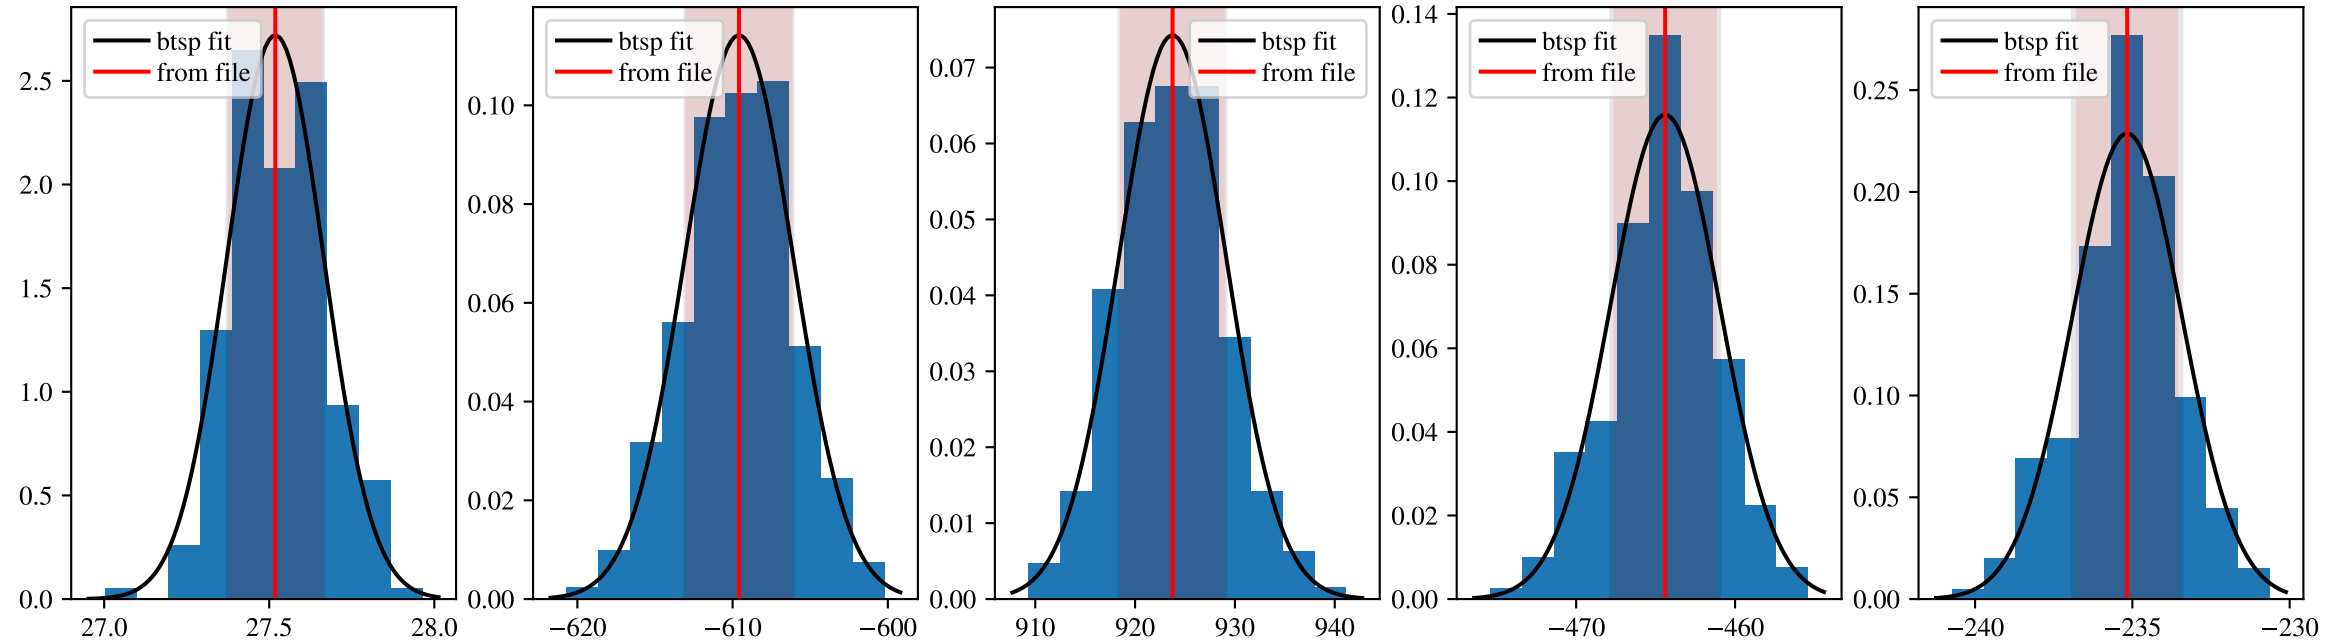 btsp fit
from file
2.5
2.0
1.5
1.0
0.5
0.0
27.0 27.5 28.0
btsp fit
from file
0.10
0.08
0.06
0.04
0.02
0.00
−620 −610 −600
btsp fit
from file
0.07
0.06
0.05
0.04
0.03
0.02
0.01
0.00
910 920 930 940
btsp fit
from file
0.14
0.12
0.10
0.08
0.06
0.04
0.02
0.00
−470 −460
btsp fit
from file
0.25
0.20
0.15
0.10
0.05
0.00
−240 −235 −230